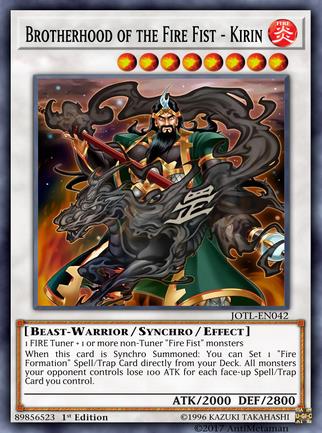 BROTHERHOOD OF THE FIRE FIST - KIRIN
FIRE
炎
JOTL-EN042
[BEAST-WARRIOR / SYNCHRO / EFFECT]
1 FIRE Tuner + 1 or more non-Tuner "Fire Fist" monsters
When this card is Synchro Summoned: You can Set 1 "Fire
Formation" Spell/Trap Card directly from your Deck. All monsters
your opponent controls lose 100 ATK for each face-up Spell/Trap
Card you control.
ATK/2000 DEF/2800
89856523 1st Edition ©1996 KAZUKI TAKAHASHI
©2017 AntiMetaman